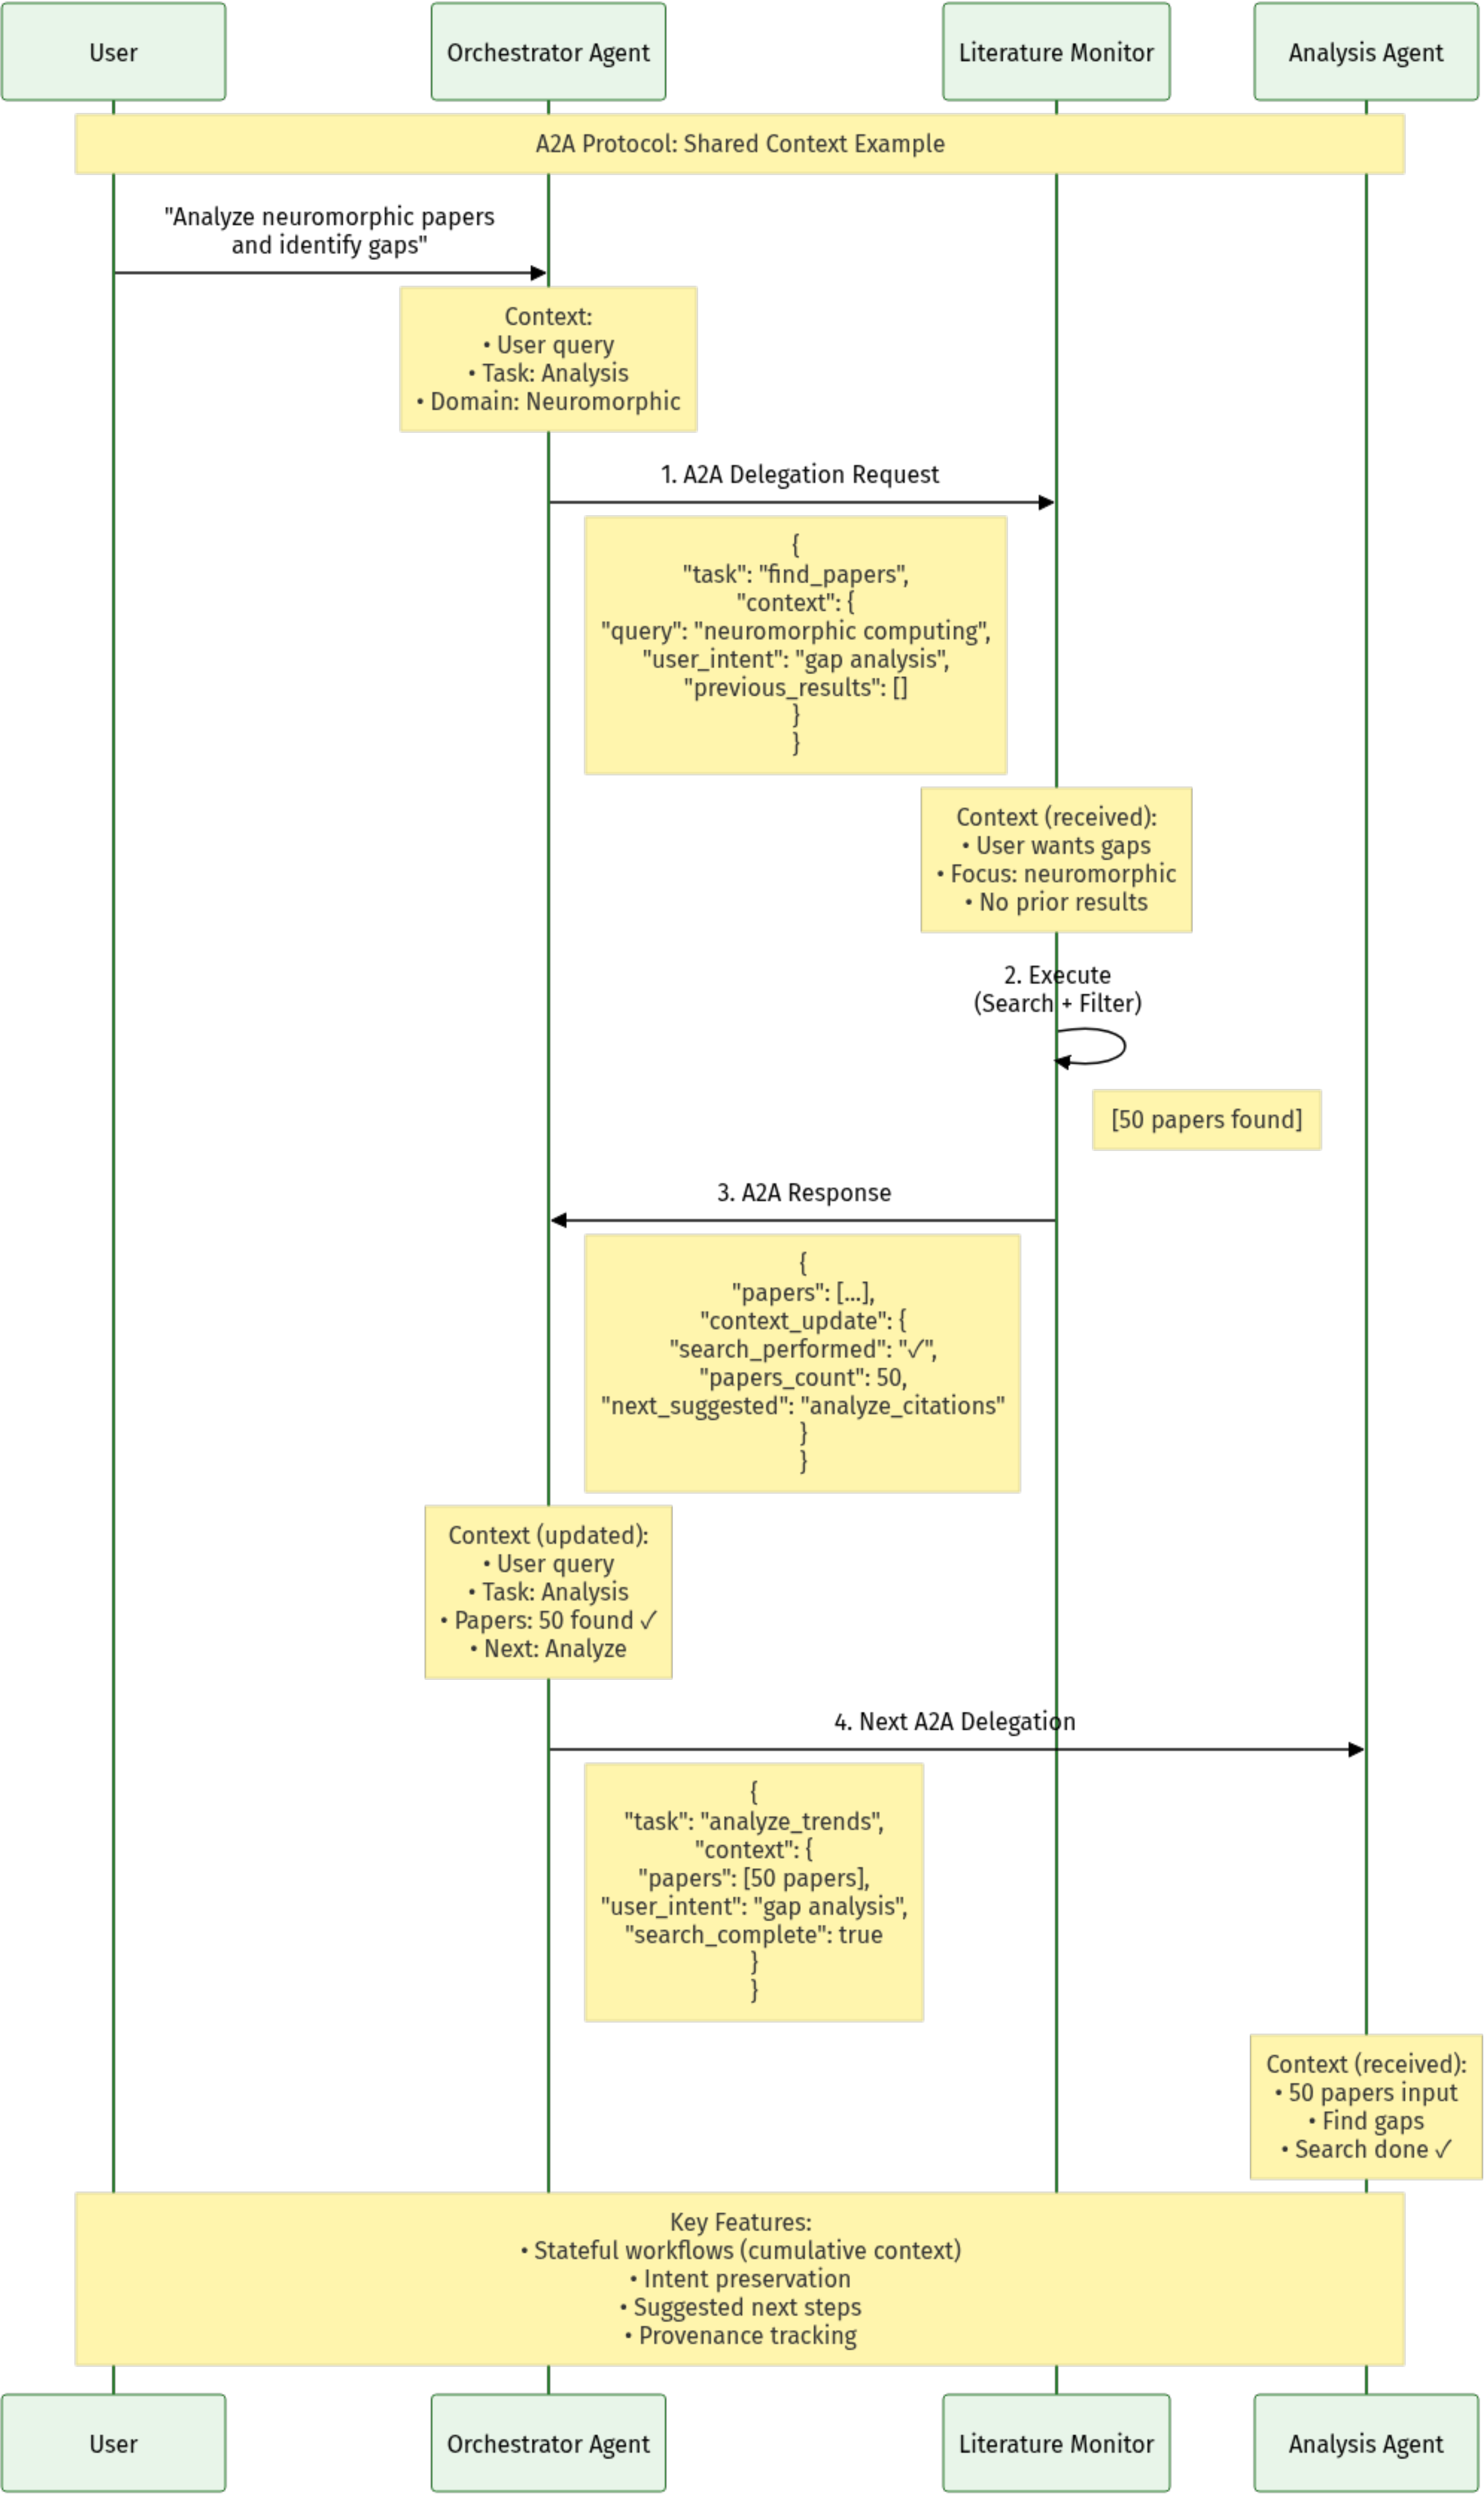 User
Orchestrator Agent
Literature Monitor
Analysis Agent
A2A Protocol: Shared Context Example
"Analyze neuromorphic papers
and identify gaps"
Context:
• User query
• Task: Analysis
• Domain: Neuromorphic
1. A2A Delegation Request
{
"task": "find_papers",
"context": {
"query": "neuromorphic computing",
"user_intent": "gap analysis",
"previous_results": []
}
}
Context (received):
• User wants gaps
• Focus: neuromorphic
• No prior results
2. Execute
(Search + Filter)
[50 papers found]
3. A2A Response
{
"papers": [...],
"context_update": {
"search_performed": "✓",
"papers_count": 50,
"next_suggested": "analyze_citations"
}
}
Context (updated):
• User query
• Task: Analysis
• Papers: 50 found ✓
• Next: Analyze
4. Next A2A Delegation
{
"task": "analyze_trends",
"context": {
"papers": [50 papers],
"user_intent": "gap analysis",
"search_complete": true
}
}
Context (received):
• 50 papers input
• Find gaps
• Search done ✓
Key Features:
• Stateful workflows (cumulative context)
• Intent preservation
• Suggested next steps
• Provenance tracking
User
Orchestrator Agent
Literature Monitor
Analysis Agent